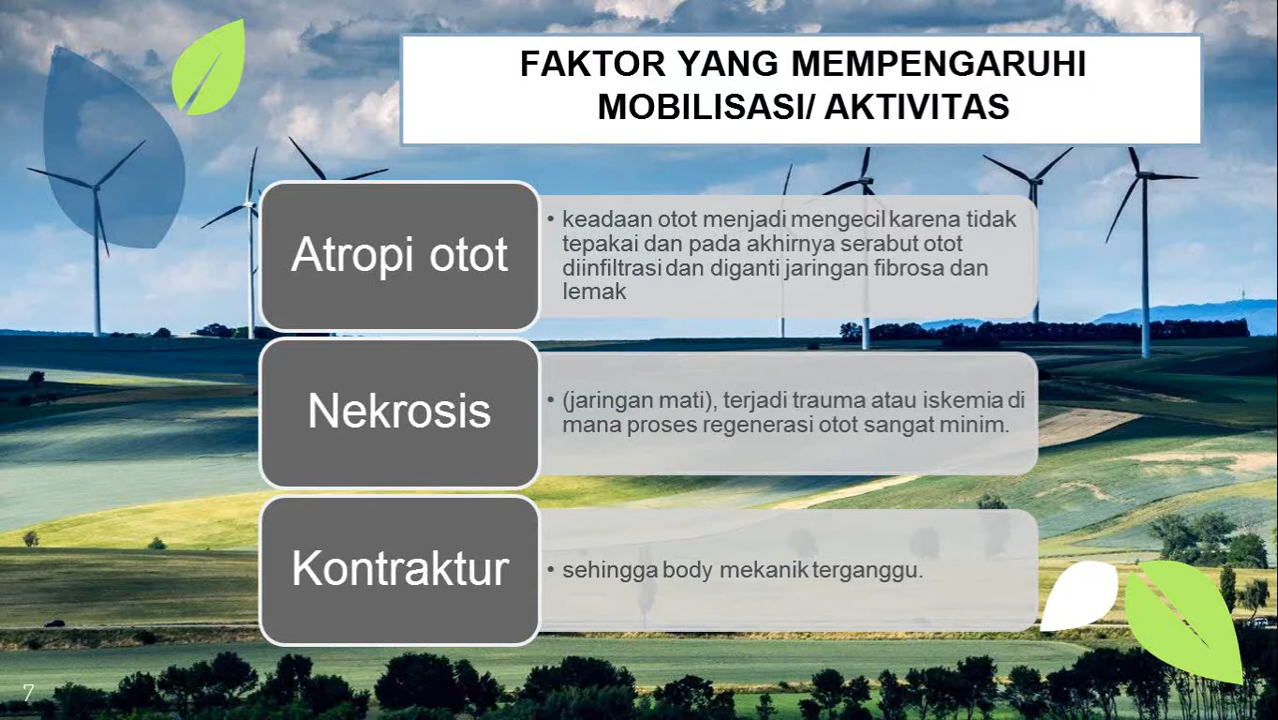 FAKTOR YANG MEMPENGARUHI
MOBILISASI/ AKTIVITAS
Atropi otot
• keadaan otot menjadi mengecil karena tidak
tepakai dan pada akhirnya serabut otot
diinfiltrasi dan diganti jaringan fibrosa dan
lemak
Nekrosis
• (jaringan mati), terjadi trauma atau iskemia di
mana proses regenerasi otot sangat minim.
Kontraktur
• sehingga body mekanik terganggu.
7